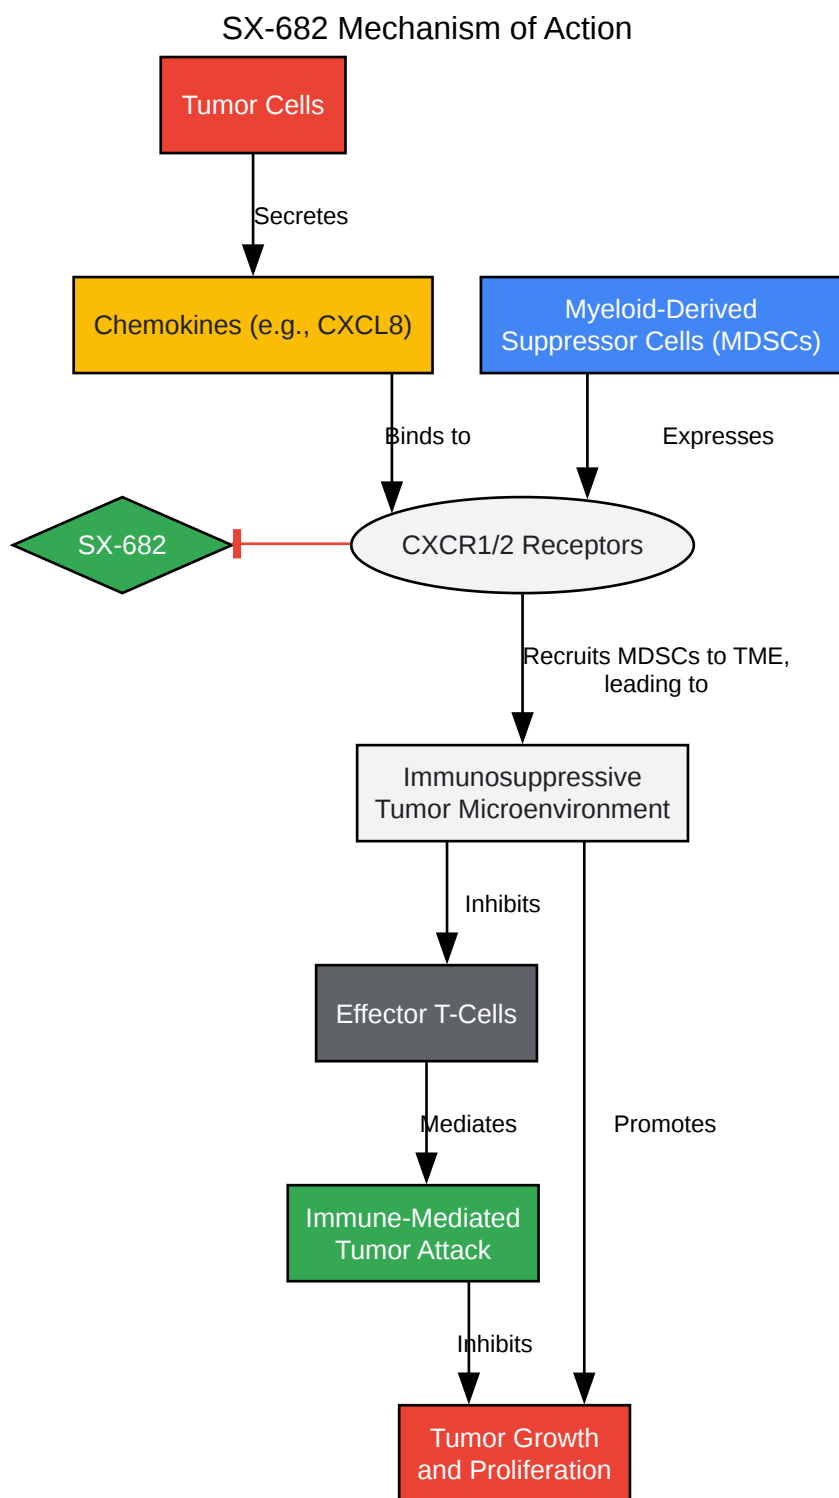 SX-682 Mechanism of Action
Tumor Cells
Secretes
Chemokines (e.g., CXCL8)
Myeloid-Derived
Suppressor Cells (MDSCs)
Binds to
Expresses
SX-682
CXCR1/2 Receptors
Recruits MDSCs to TME,
leading to
Immunosuppressive
Tumor Microenvironment
Inhibits
Effector T-Cells
Mediates
Promotes
Immune-Mediated
Tumor Attack
Inhibits
Tumor Growth
and Proliferation